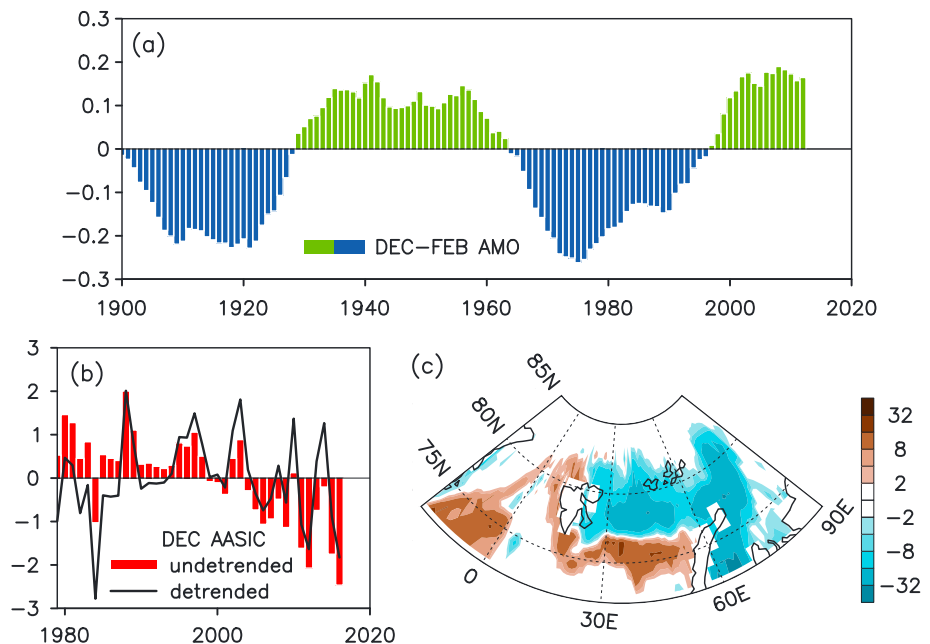 0.3
(a)
0.2
0.1
0
−0.1
−0.2
DEC−FEB AMO
−0.3
1900 1920 1940 1960 1980 2000 2020
3
(b)
2
1
0
−1
DEC AASIC
undetrended
−2
detrended
−3
1980 2000 2020
(c)
85N
80N
75N
0
30E
60E
90E
32
8
2
−2
−8
−32